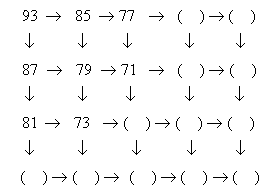 93 → 85 → 77 → ( ) → ( )
↓ ↓ ↓ ↓ ↓
87 → 79 → 71 → ( ) → ( )
↓ ↓ ↓ ↓ ↓
81 → 73 → ( ) → ( ) → ( )
↓ ↓ ↓ ↓ ↓
( ) → ( ) → ( ) → ( ) → ( )